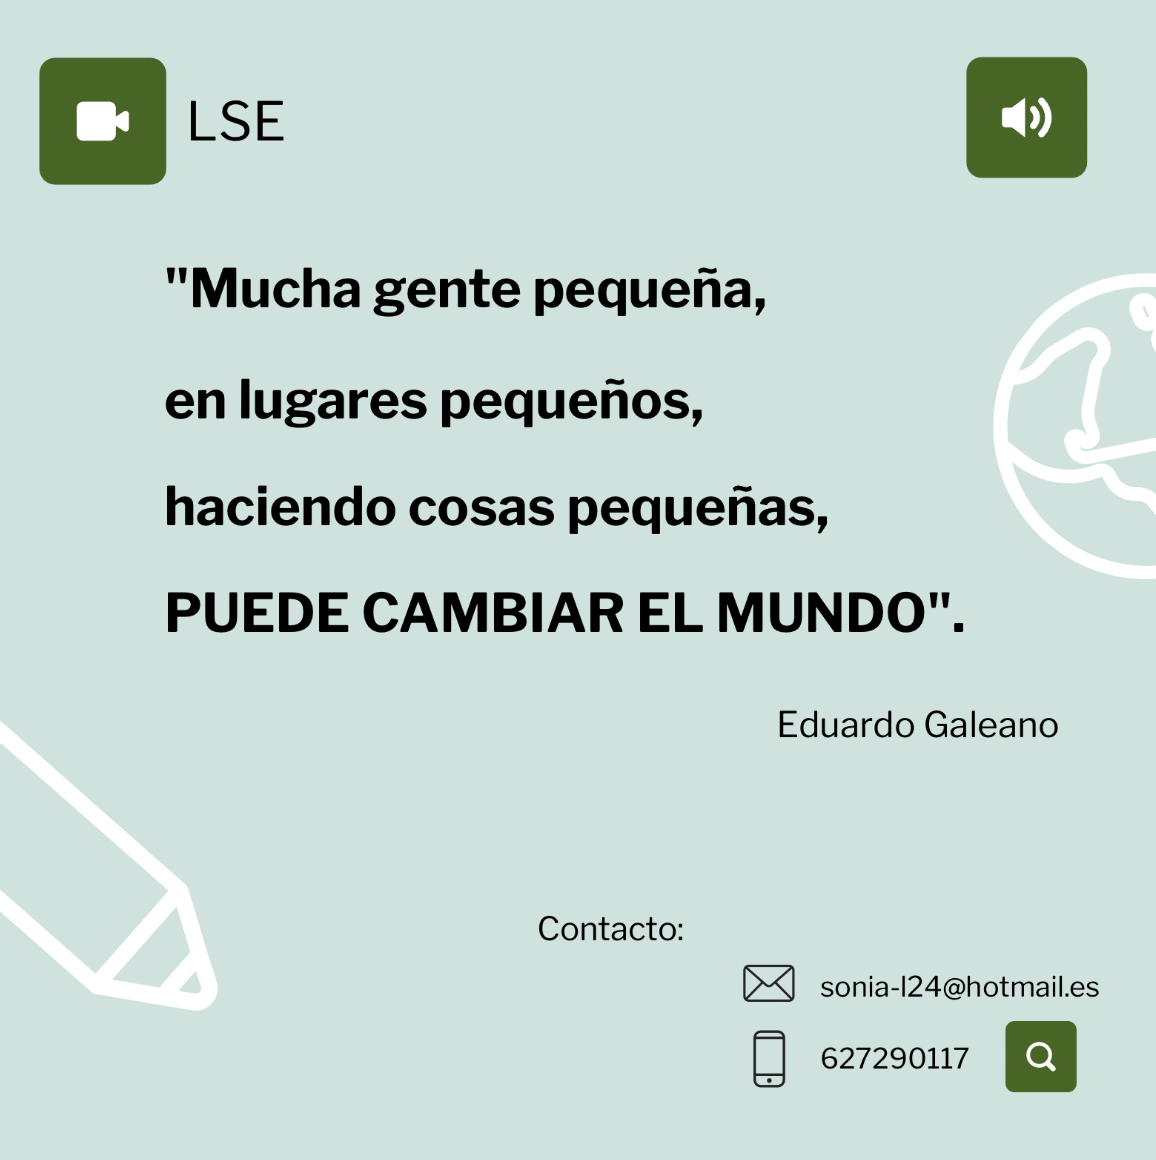 LSE
"Mucha gente pequeña,
en lugares pequeños,
haciendo cosas pequeñas,
PUEDE CAMBIAR EL MUNDO".
Eduardo Galeano
Contacto:
sonia-l24@hotmail.es
627290117